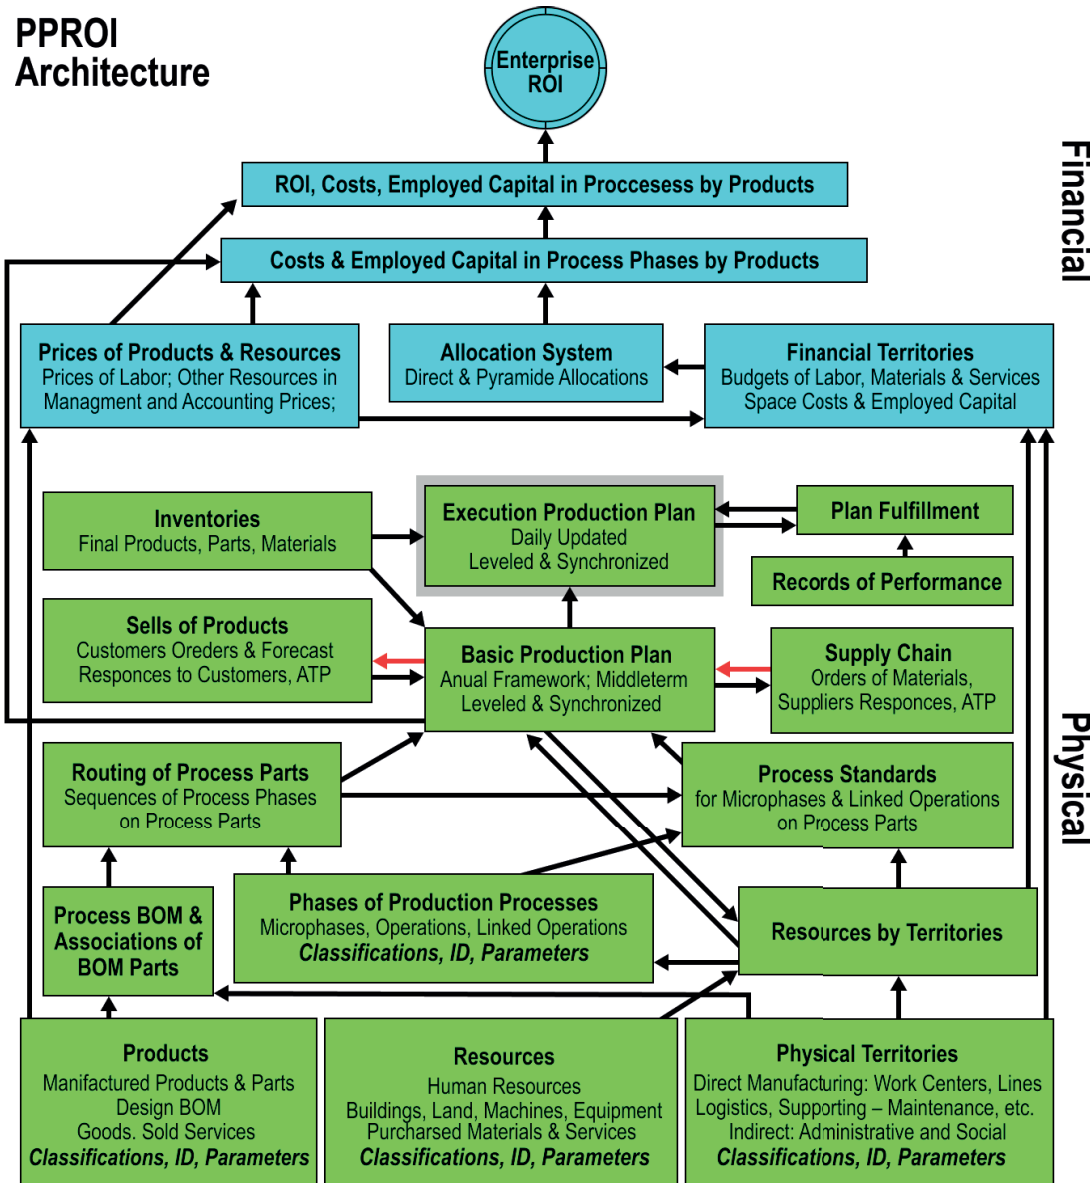 PPROI
Architecture
Enterprise
ROI
Financial
ROI, Costs, Employed Capital in Proccesess by Products
Costs & Employed Capital in Process Phases by Products
Prices of Products & Resources
Prices of Labor; Other Resources in
Managment and Accounting Prices;
Allocation System
Direct & Pyramide Allocations
Financial Territories
Budgets of Labor, Materials & Services
Space Costs & Employed Capital
Inventories
Final Products, Parts, Materials
Execution Production Plan
Daily Updated
Leveled & Synchronized
Plan Fulfillment
Records of Performance
Sells of Products
Customers Oreders & Forecast
Responces to Customers, ATP
Basic Production Plan
Anual Framework; Middleterm
Leveled & Synchronized
Supply Chain
Orders of Materials,
Suppliers Responces, ATP
Physical
Routing of Process Parts
Sequences of Process Phases
on Process Parts
Process Standards
for Microphases & Linked Operations
on Process Parts
Process BOM &
Associations of
BOM Parts
Phases of Production Processes
Microphases, Operations, Linked Operations
Classifications, ID, Parameters
Resources by Territories
Products
Manifactured Products & Parts
Design BOM
Goods. Sold Services
Classifications, ID, Parameters
Resources
Human Resources
Buildings, Land, Machines, Equipment
Purcharsed Materials & Services
Classifications, ID, Parameters
Physical Territories
Direct Manufacturing: Work Centers, Lines
Logistics, Supporting – Maintenance, etc.
Indirect: Administrative and Social
Classifications, ID, Parameters